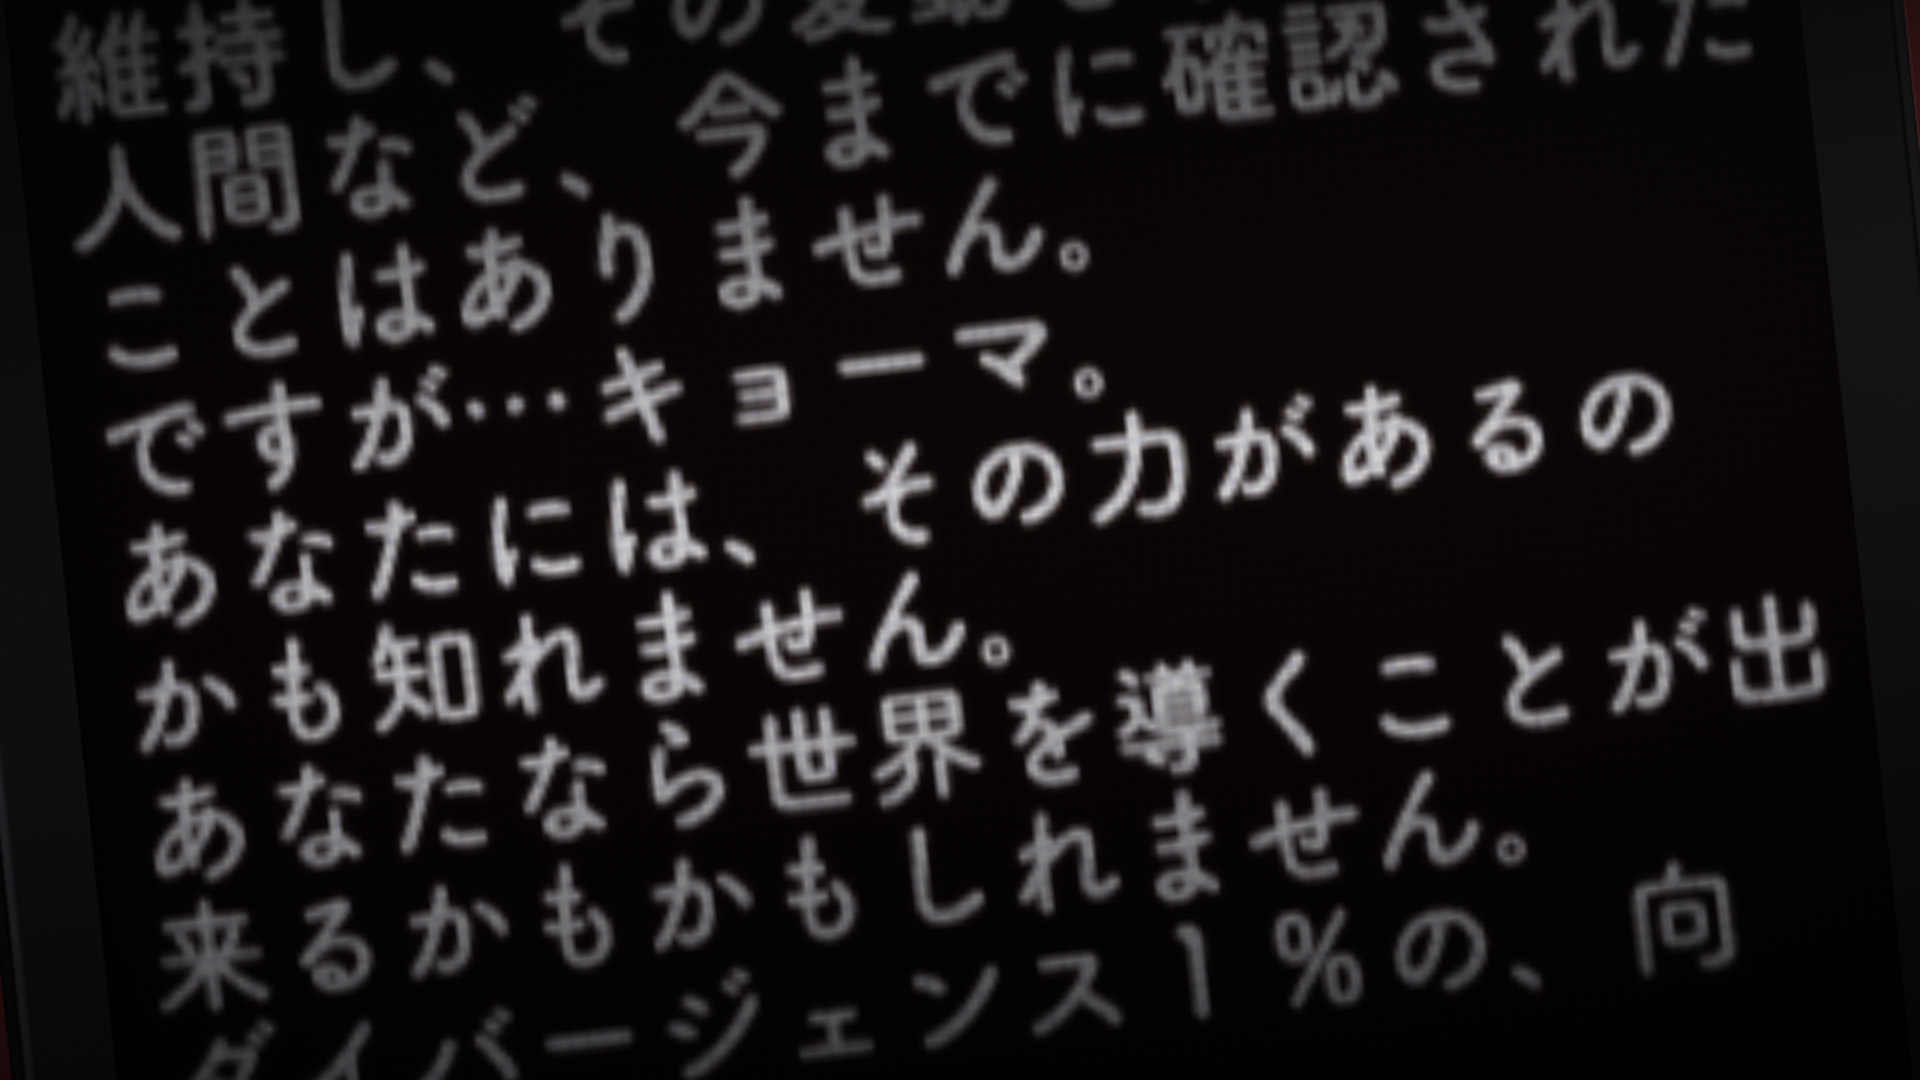 維持し、その変動
人間など、今までに確認された
ことはありません。
ですが…キョーマ。
あなたには、その力があるの
かも知れません。
あなたなら世界を導くことが出
来るかもかもしれません。
ダイバージェンス1%の、向